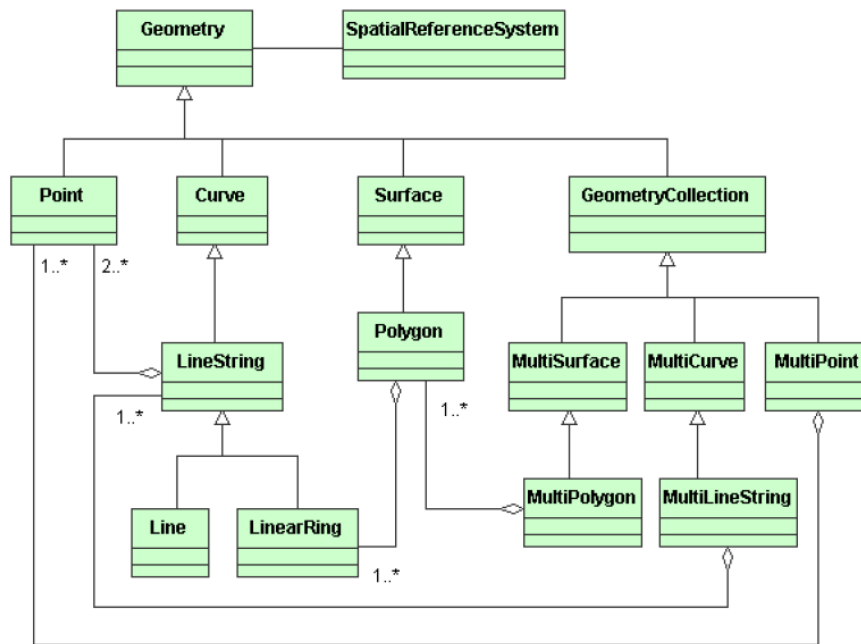 Geometry
SpatialReferenceSystem
Point
Curve
Surface
GeometryCollection
1..*
2..*
Polygon
LineString
MultiSurface
MultiCurve
MultiPoint
1..*
1..*
MultiPolygon
MultiLineString
Line
LinearRing
1..*